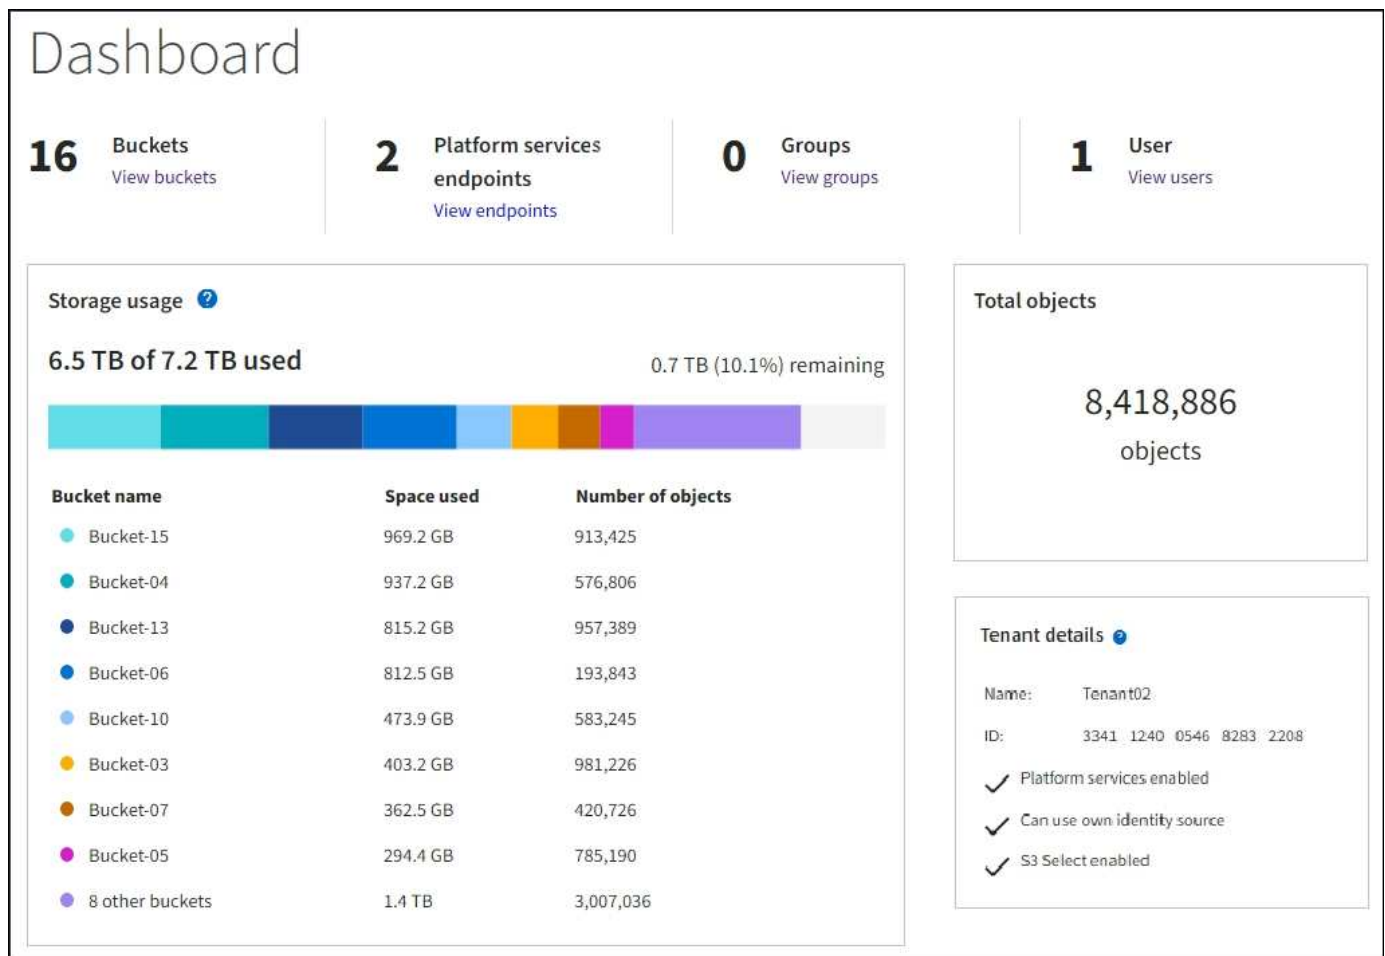 Dashboard
16 Buckets
View buckets
2 Platform services
endpoints
View endpoints
0 Groups
View groups
1 User
View users
Storage usage ?
6.5 TB of 7.2 TB used
0.7 TB (10.1%) remaining
Bucket name Space used Number of objects
Bucket-15 969.2 GB 913,425
Bucket-04 937.2 GB 576,806
Bucket-13 815.2 GB 957,389
Bucket-06 812.5 GB 193,843
Bucket-10 473.9 GB 583,245
Bucket-03 403.2 GB 981,226
Bucket-07 362.5 GB 420,726
Bucket-05 294.4 GB 785,190
8 other buckets 1.4 TB 3,007,036
Total objects
8,418,886
objects
Tenant details ?
Name: Tenant02
ID: 3341 1240 0546 8283 2208
Platform services enabled
Can use own identity source
S3 Select enabled